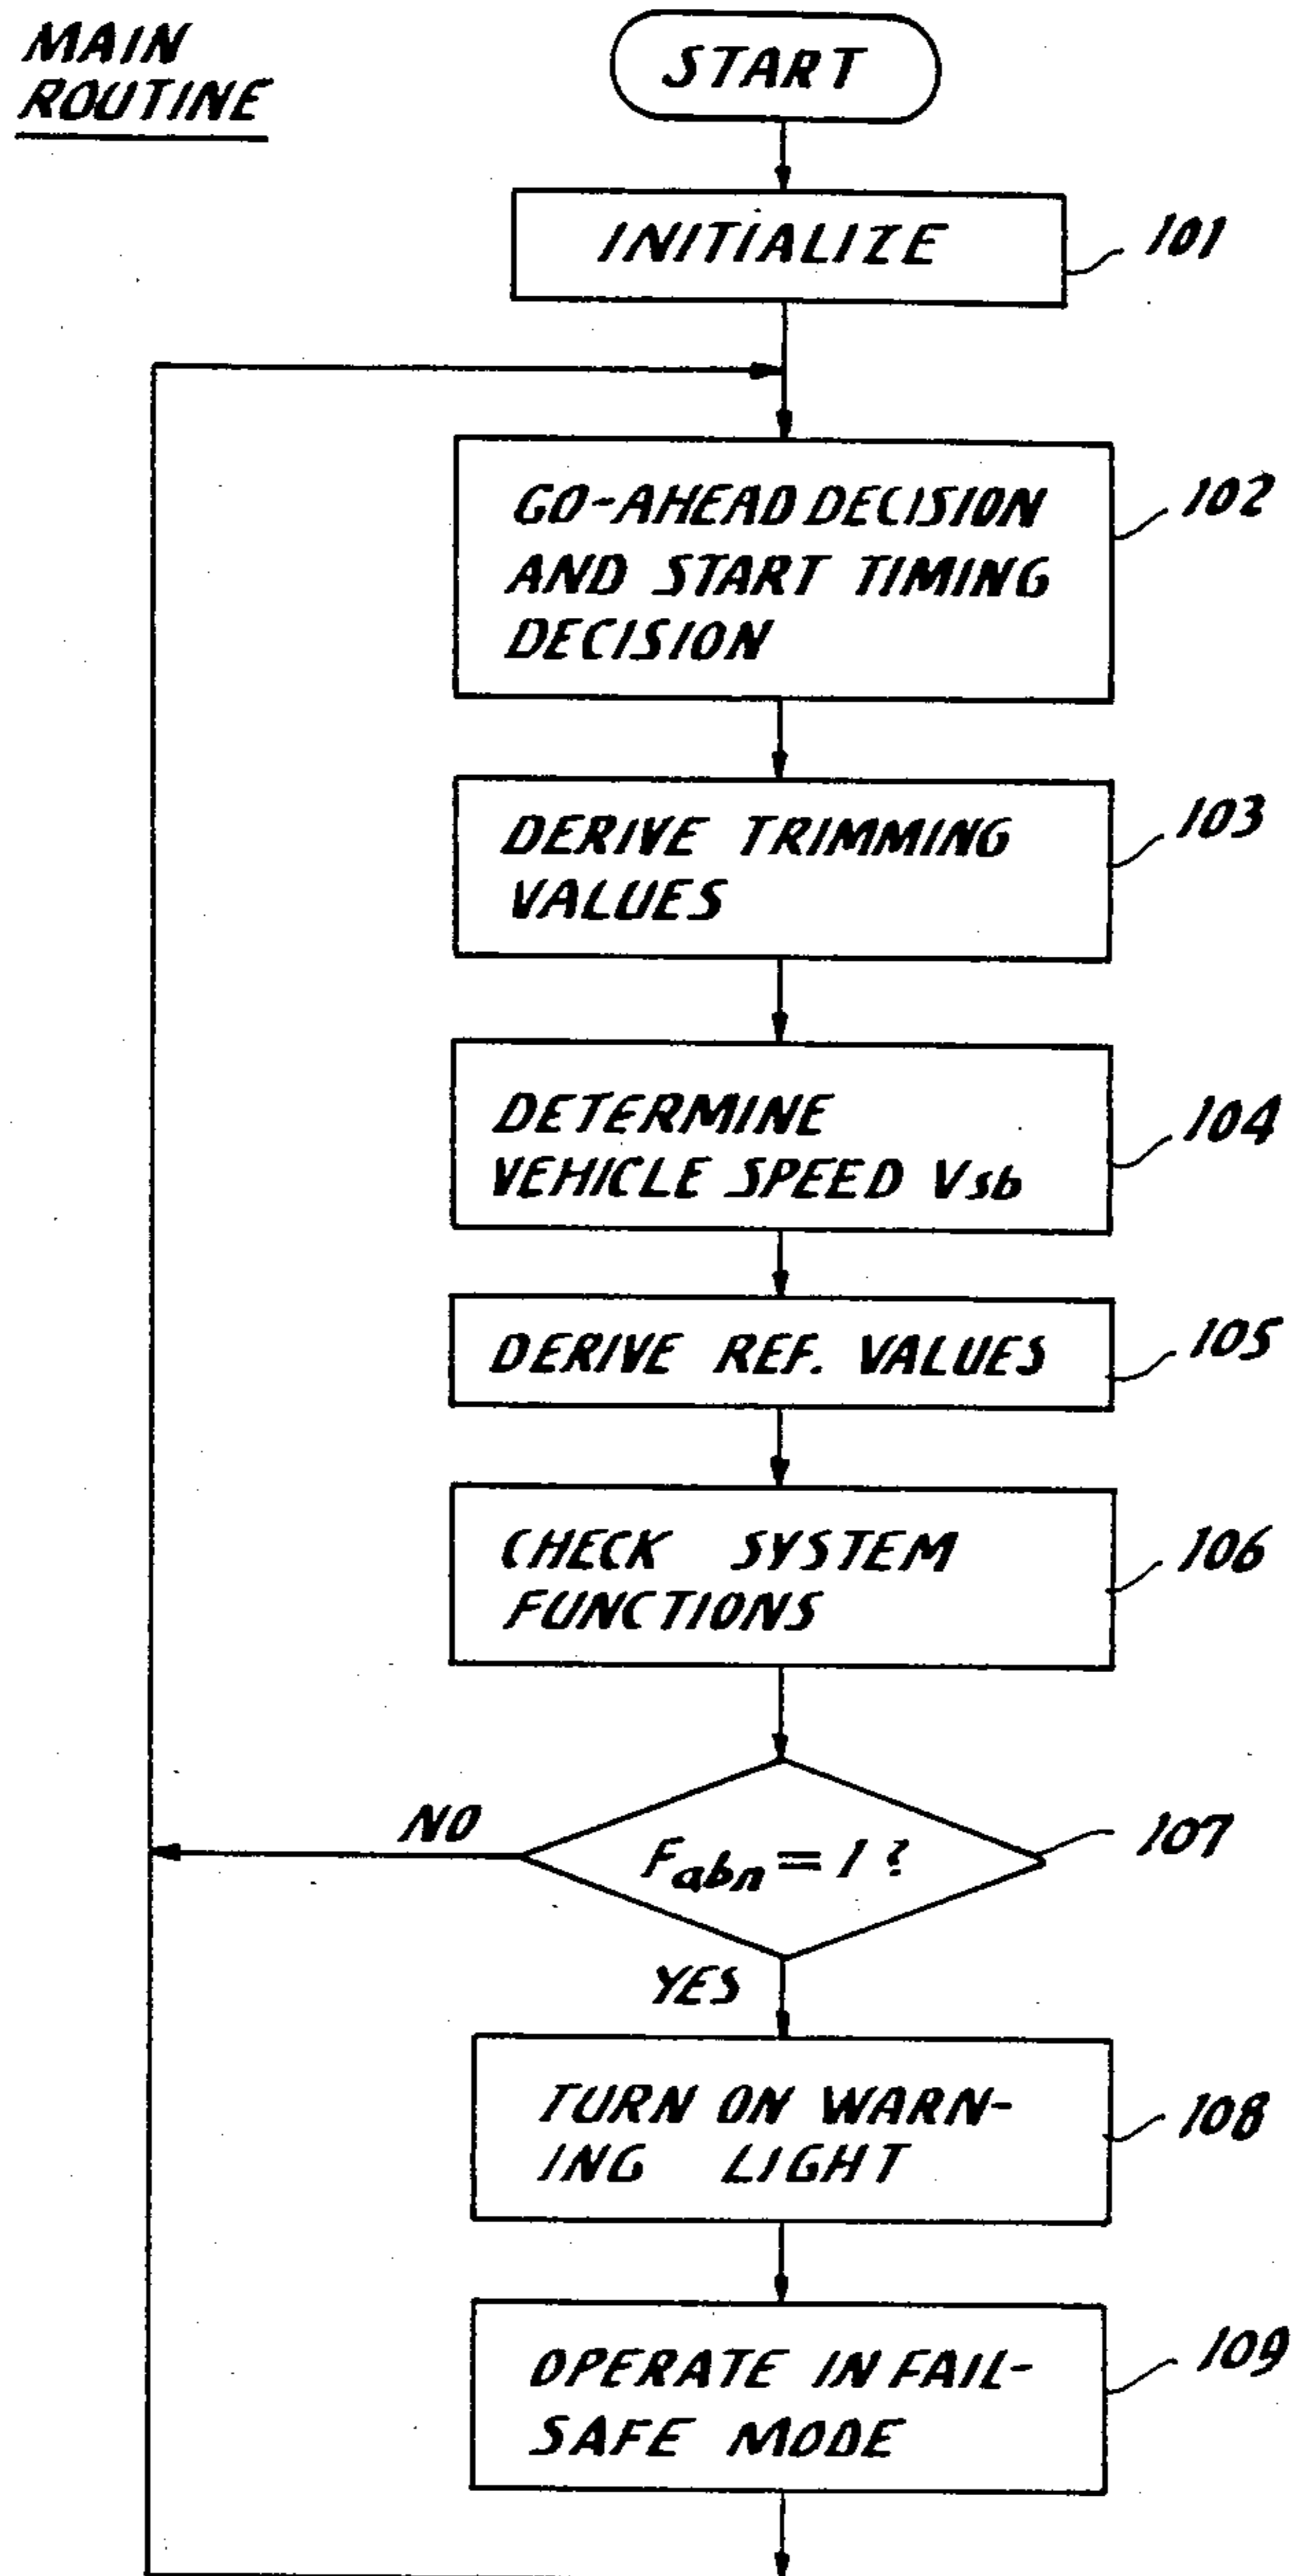 MAIN
ROUTINE
START
INITIALIZE
101
GO-AHEAD DECISION
AND START TIMING
DECISION
102
DERIVE TRIMMING
VALUES
103
DETERMINE
VEHICLE SPEED Vsb
104
DERIVE REF. VALUES
105
CHECK SYSTEM
FUNCTIONS
106
NO
Fabn = 1 ?
107
YES
TURN ON WARN-
ING LIGHT
108
OPERATE IN FAIL-
SAFE MODE
109